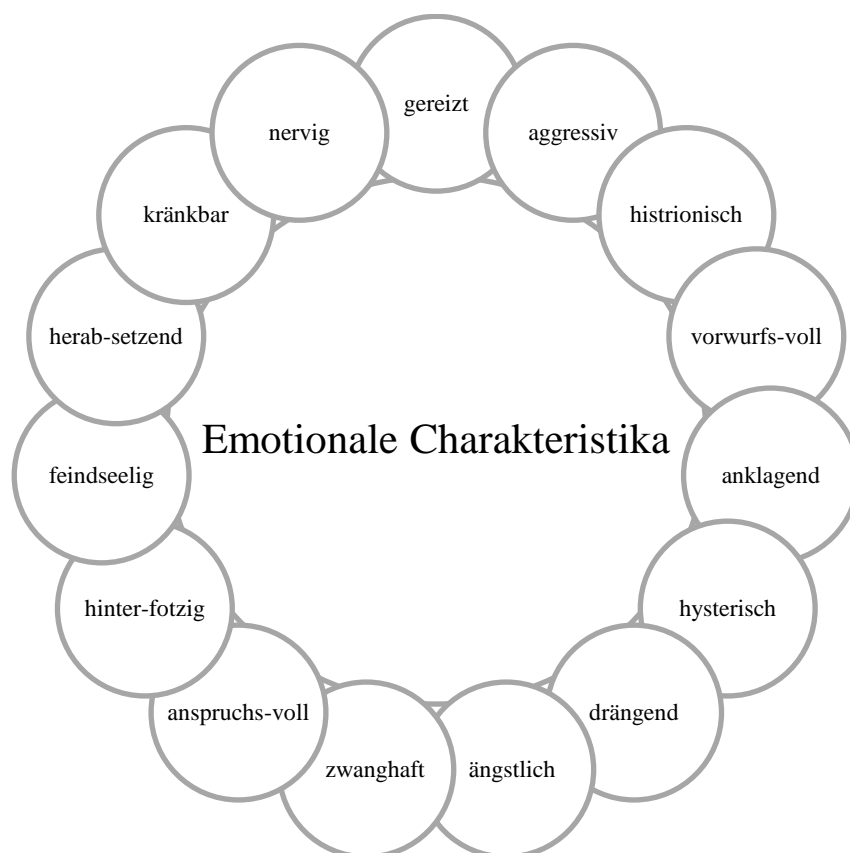 gereizt
aggressiv
histrionisch
vorwurfs-voll
anklagend
hysterisch
drängend
ängstlich
zwanghaft
anspruchs-voll
hinter-fotzig
feindseelig
herab-setzend
kränkbar
nervig
Emotionale Charakteristika